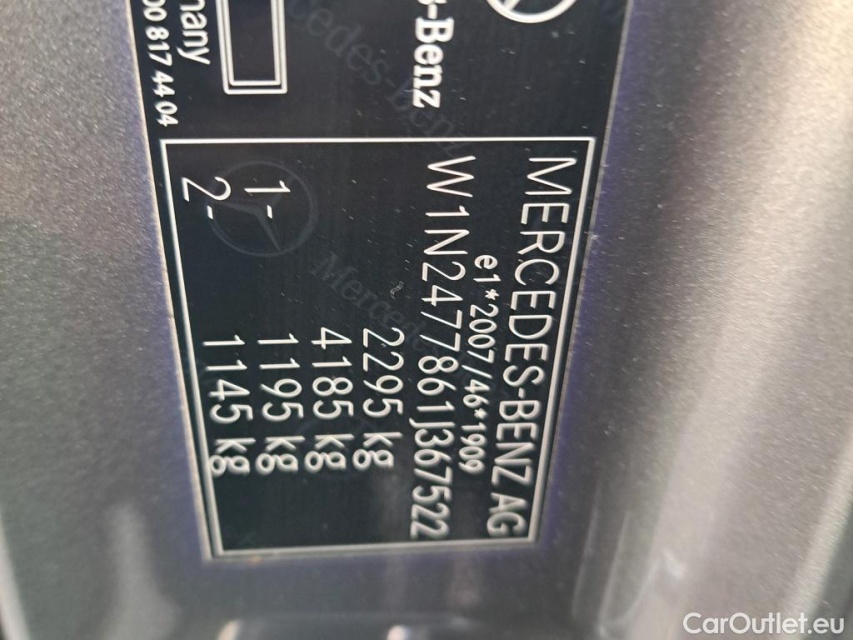 s-Benz
many
00 817 44 04
MERCEDES-BENZ AG
e1*2007/46*1909
W1N2477861J367522
2295 kg
4185 kg
1- 1195 kg
2- 1145 kg
CarOutlet.eu